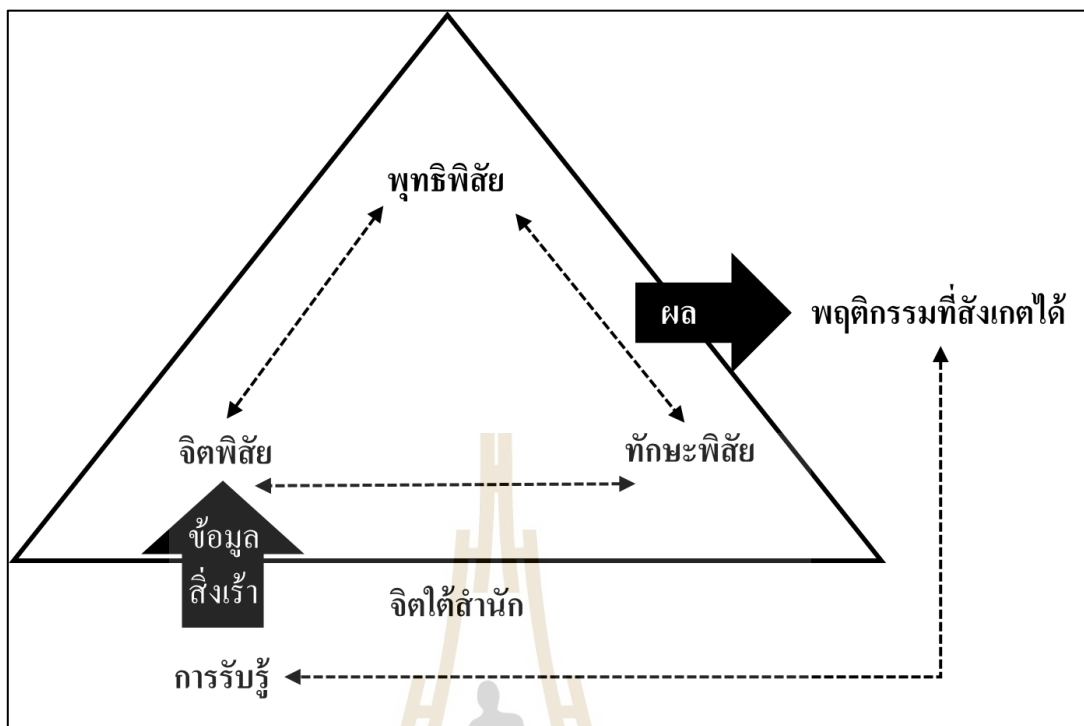 พุทธิพิสัย
ผล
พฤติกรรมที่สังเกตได้
จิตพิสัย
ทักษะพิสัย
ข้อมูล
สิ่งเร้า
จิตใต้สำนัก
การรับรู้